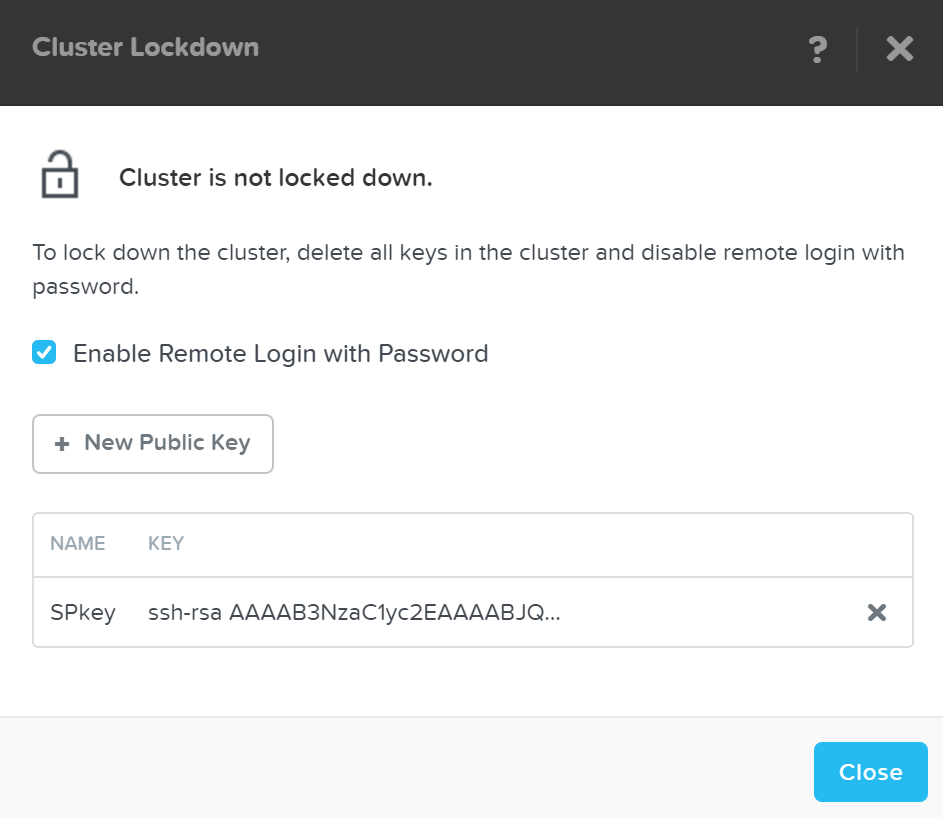 Cluster Lockdown
?
Cluster is not locked down.
To lock down the cluster, delete all keys in the cluster and disable remote login with
password.
Enable Remote Login with Password
+ New Public Key
NAME KEY
SPkey ssh-rsa AAAAB3NzaC1yc2EAAAABJQ...
Close